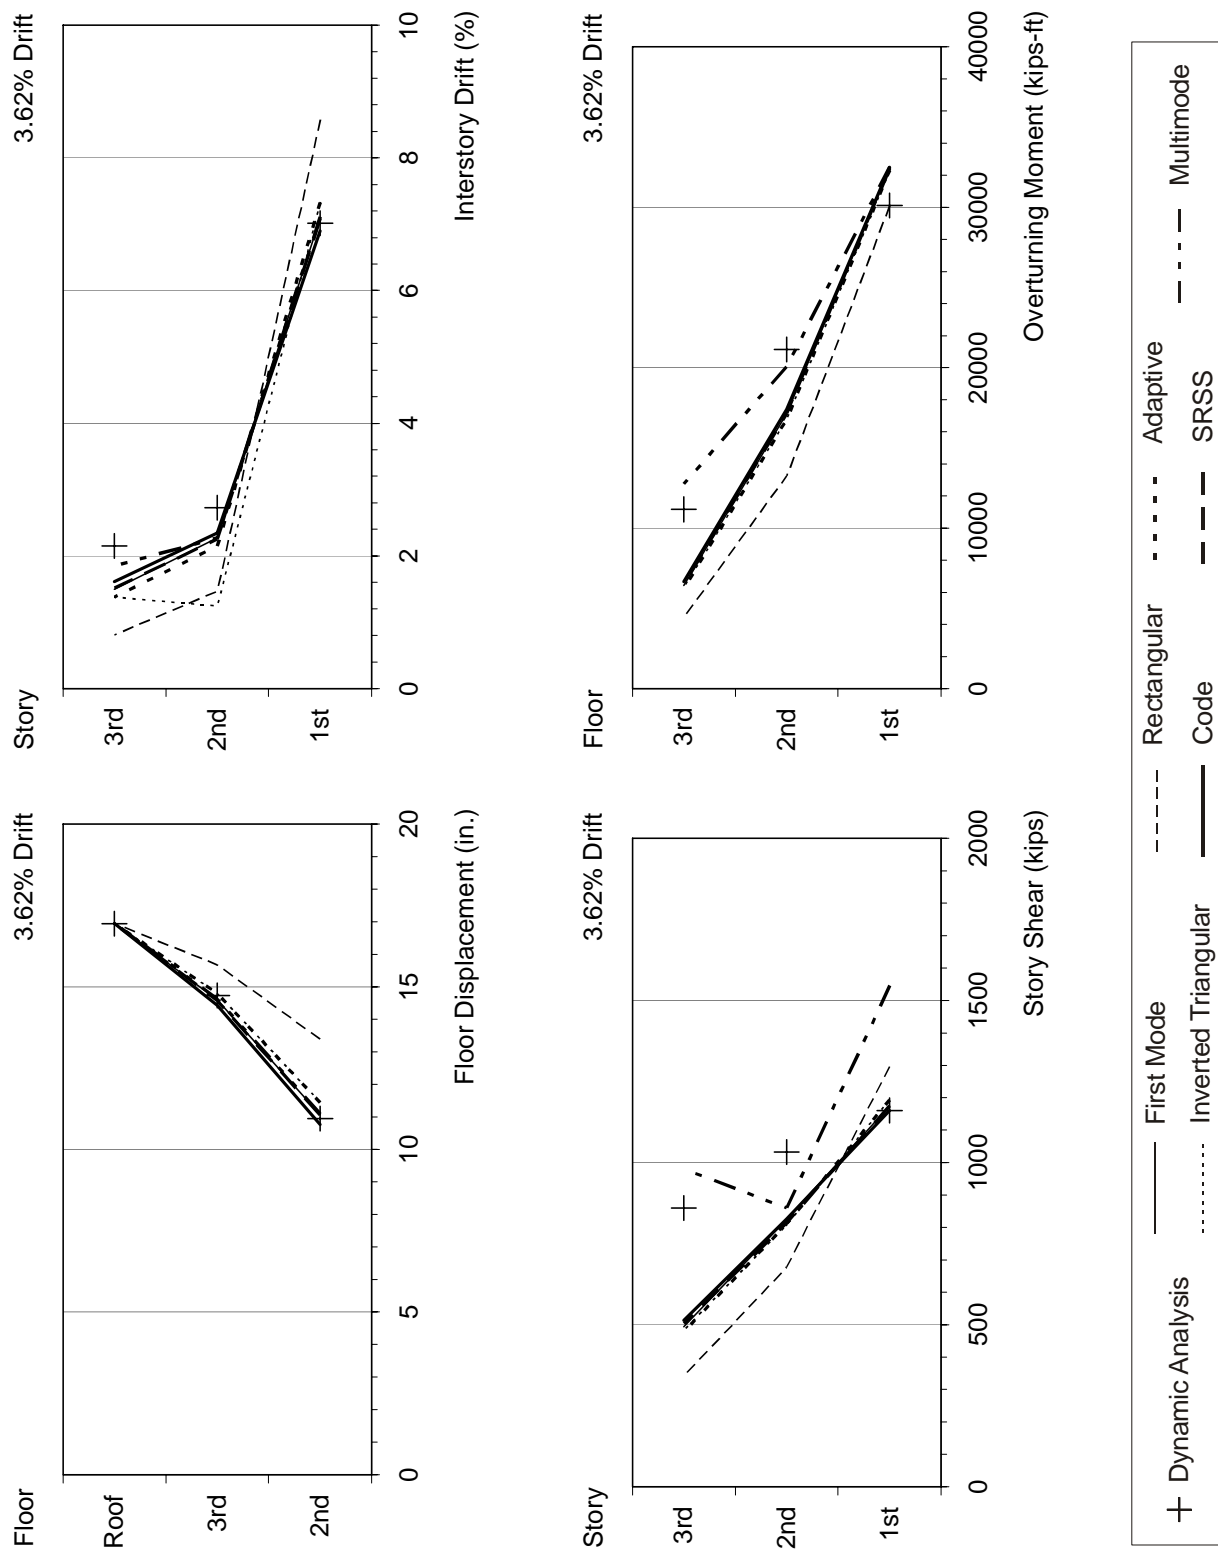 Floor 3.62% Drift
Roof
3rd
2nd
0 5 10 15 20
Floor Displacement (in.)
Story 3.62% Drift
3rd
2nd
1st
0 2 4 6 8 10
Interstory Drift (%)
Story 3.62% Drift
3rd
2nd
1st
0 500 1000 1500 2000
Story Shear (kips)
Floor 3.62% Drift
3rd
2nd
1st
0 10000 20000 30000 40000
Overturning Moment (kips-ft)
Dynamic Analysis First Mode Rectangular Adaptive Multimode
Inverted Triangular Code SRSS